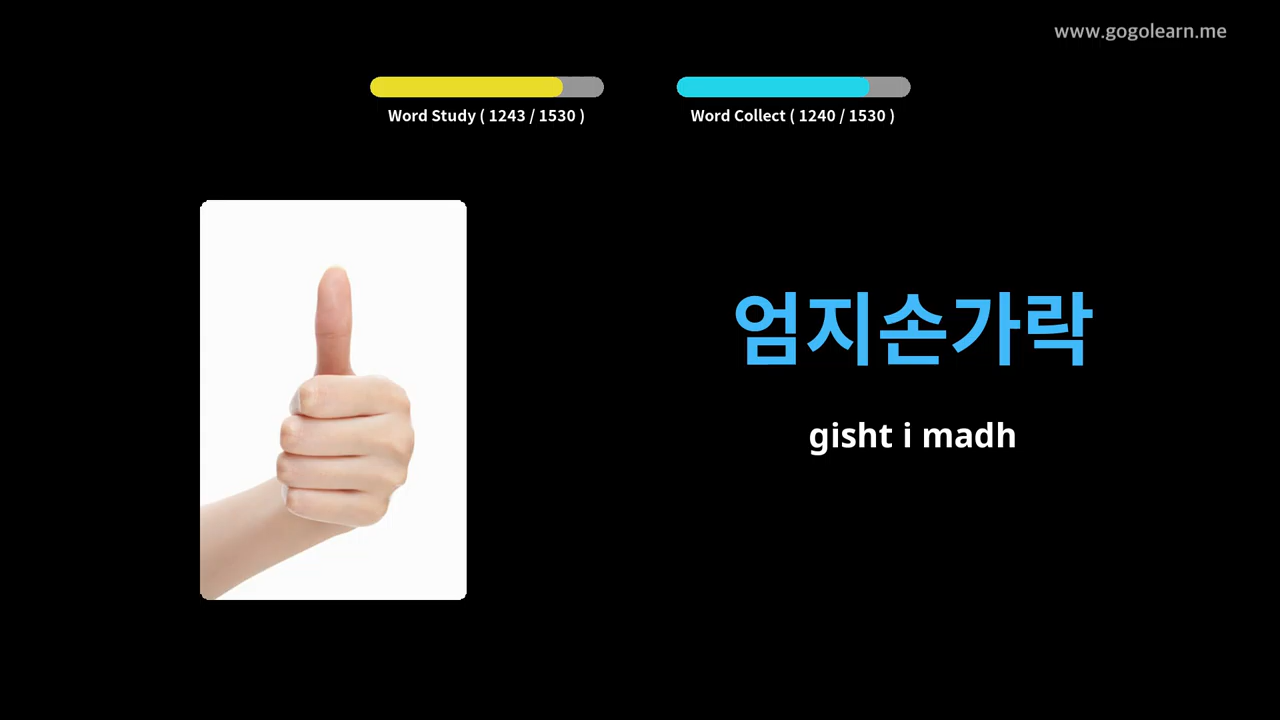 www.gogolearn.me
Word Study ( 1243 / 1530 )
Word Collect ( 1240 / 1530 )
엄지손가락
gisht i madh